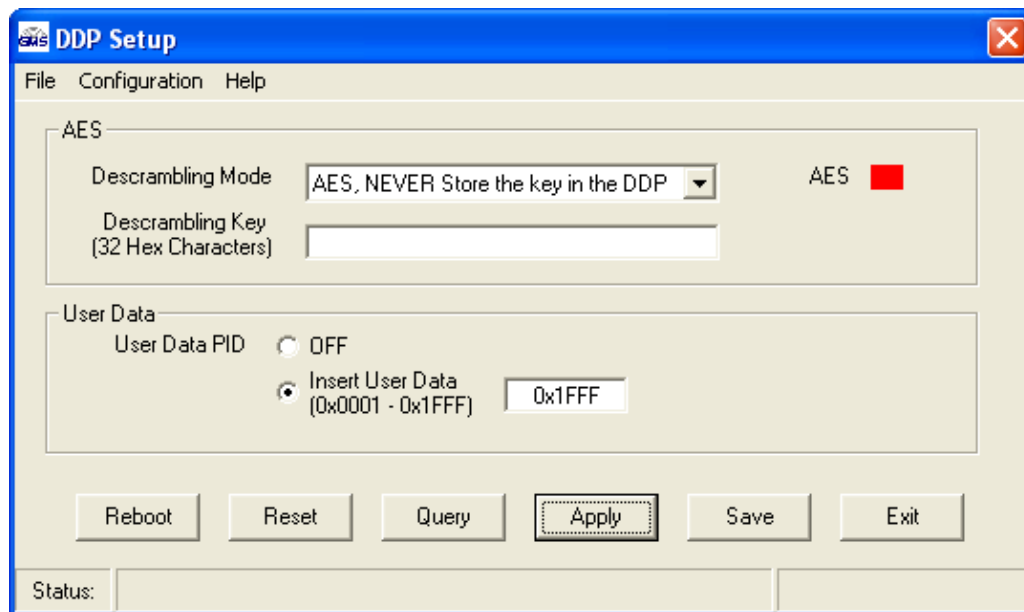 GMS DDP Setup
File Configuration Help
AES
Descrambling Mode AES, NEVER Store the key in the DDP AES
Descrambling Key
(32 Hex Characters)
User Data
User Data PID OFF
Insert User Data
(0x0001 - 0x1FFF) 0x1FFF
Reboot Reset Query Apply Save Exit
Status: